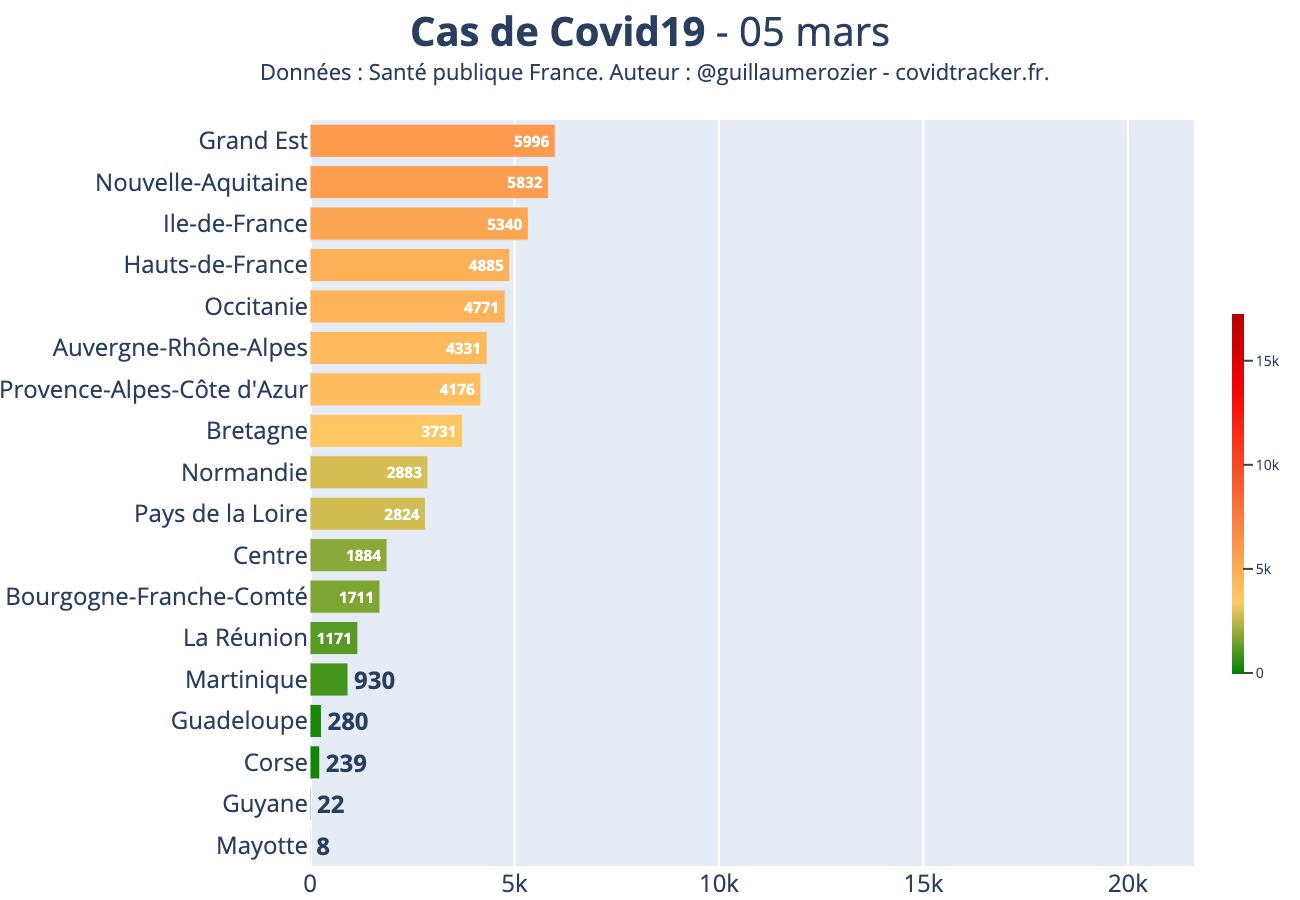 Cas de Covid19 - 05 mars
Données : Santé publique France. Auteur : @guillaumerozier - covidtracker.fr.
Grand Est 5996
Nouvelle-Aquitaine 5832
Ile-de-France 5340
Hauts-de-France 4885
Occitanie 4771
Auvergne-Rhône-Alpes 4331
Provence-Alpes-Côte d'Azur 4176
Bretagne 3731
Normandie 2883
Pays de la Loire 2824
Centre 1884
Bourgogne-Franche-Comté 1711
La Réunion 1171
Martinique 930
Guadeloupe 280
Corse 239
Guyane 22
Mayotte 8
0 5k 10k 15k 20k
15k
10k
5k
0